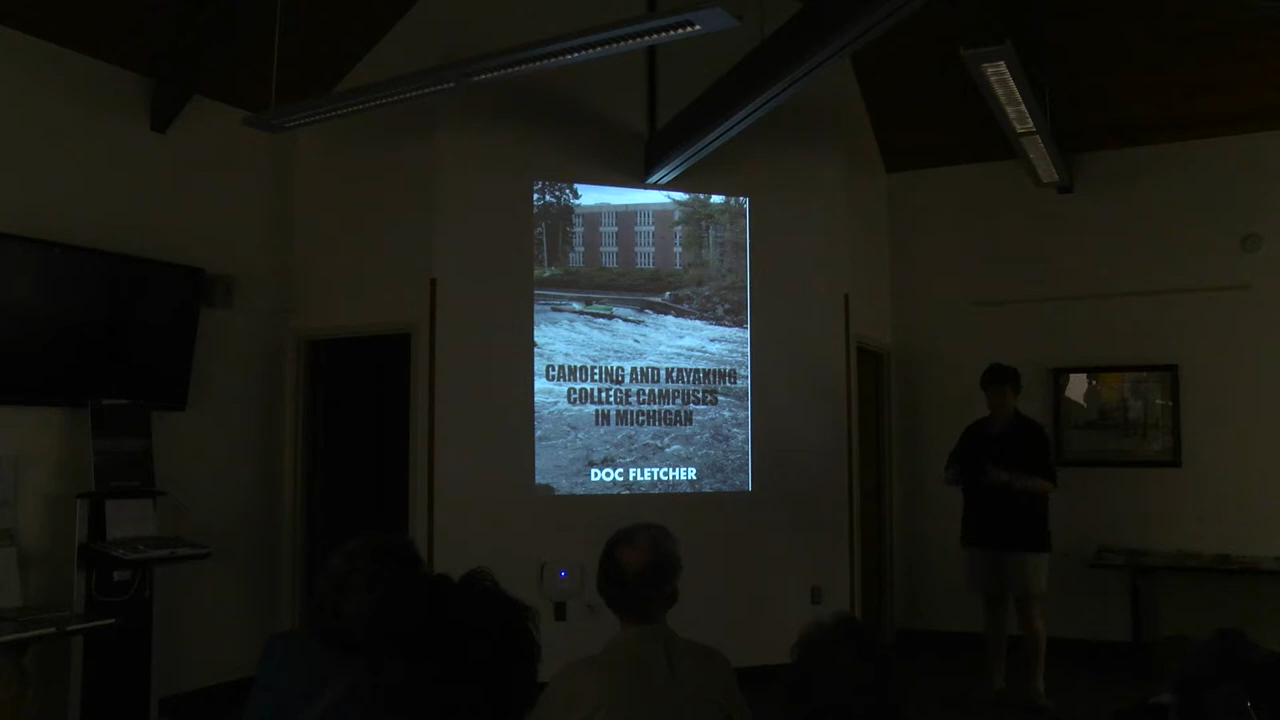 CANOEING AND KAYAKING
COLLEGE CAMPUSES
IN MICHIGAN
DOC FLETCHER